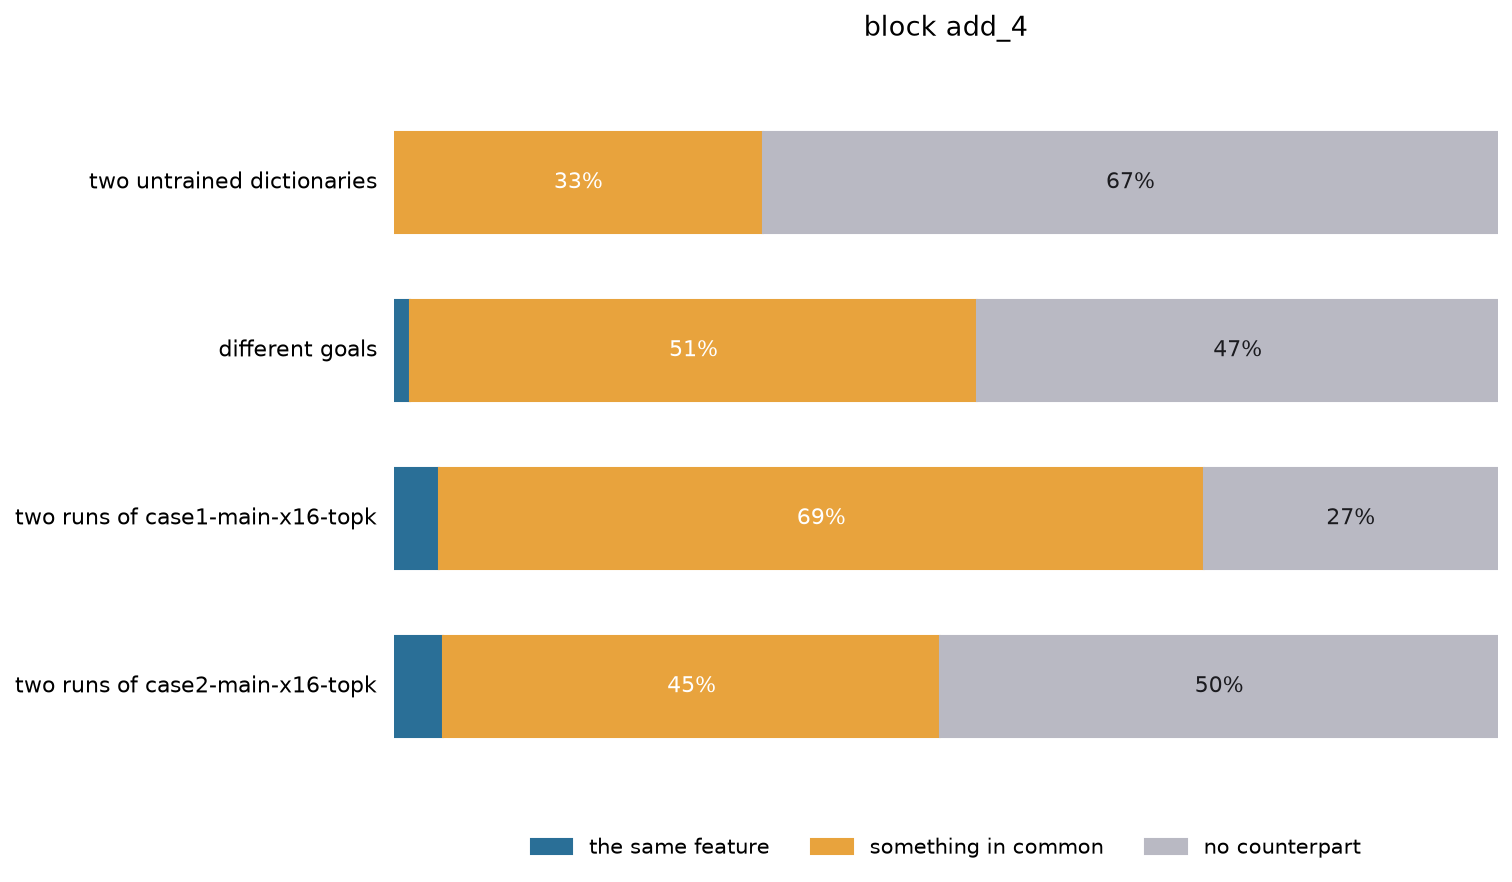 block add_4
two untrained dictionaries
33%
67%
different goals
51%
47%
two runs of case1-main-x16-topk
69%
27%
two runs of case2-main-x16-topk
45%
50%
the same feature
something in common
no counterpart